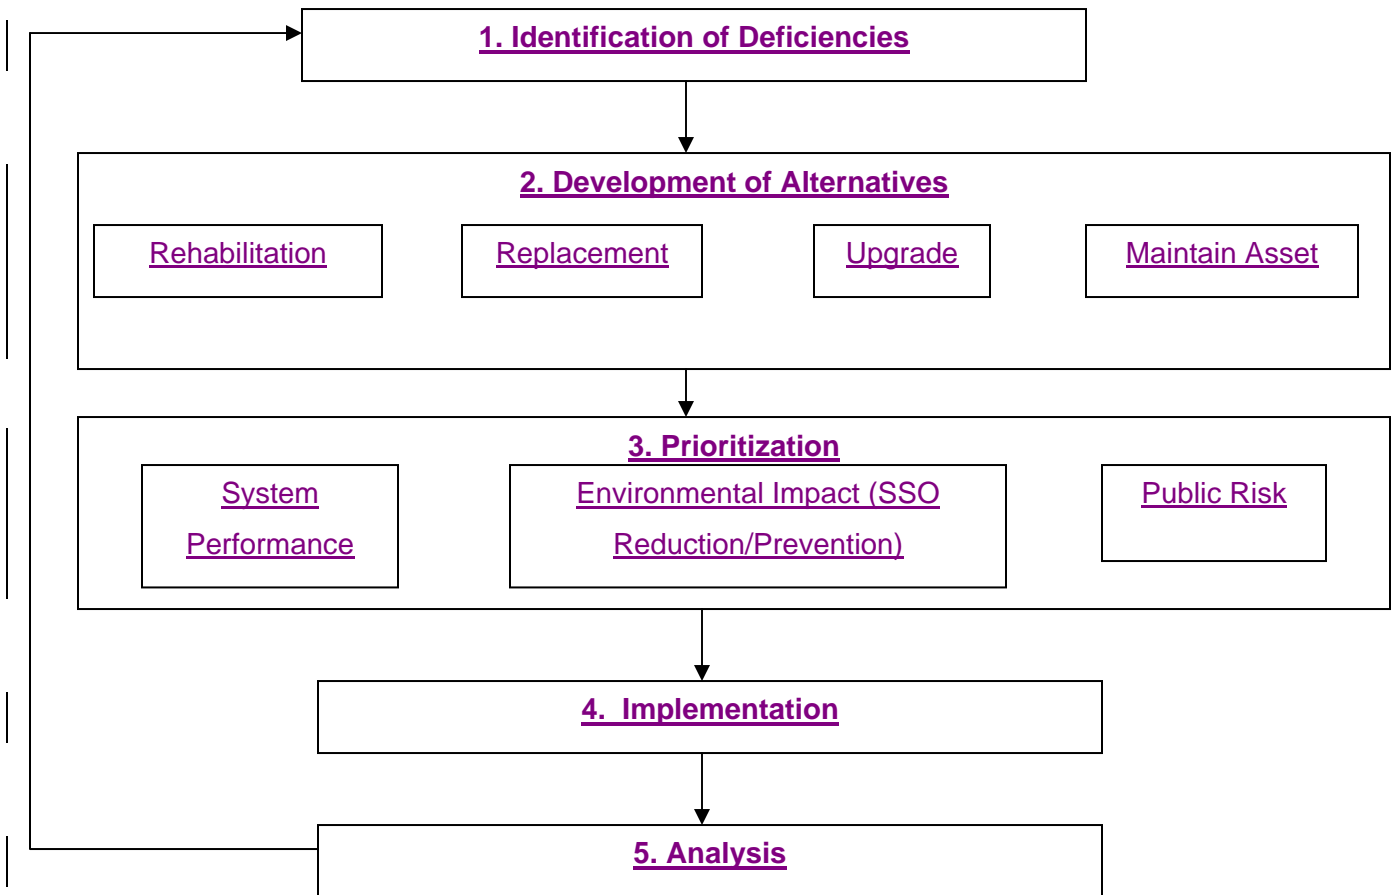 1. Identification of Deficiencies
2. Development of Alternatives
Rehabilitation
Replacement
Upgrade
Maintain Asset
3. Prioritization
System
Performance
Environmental Impact (SSO
Reduction/Prevention)
Public Risk
4.  Implementation
5. Analysis